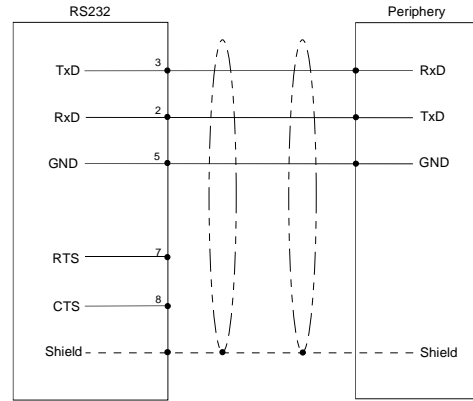 RS232 Periphery
TxD 3 RxD
RxD 2 TxD
GND 5 GND
RTS 7
CTS 8
Shield Shield